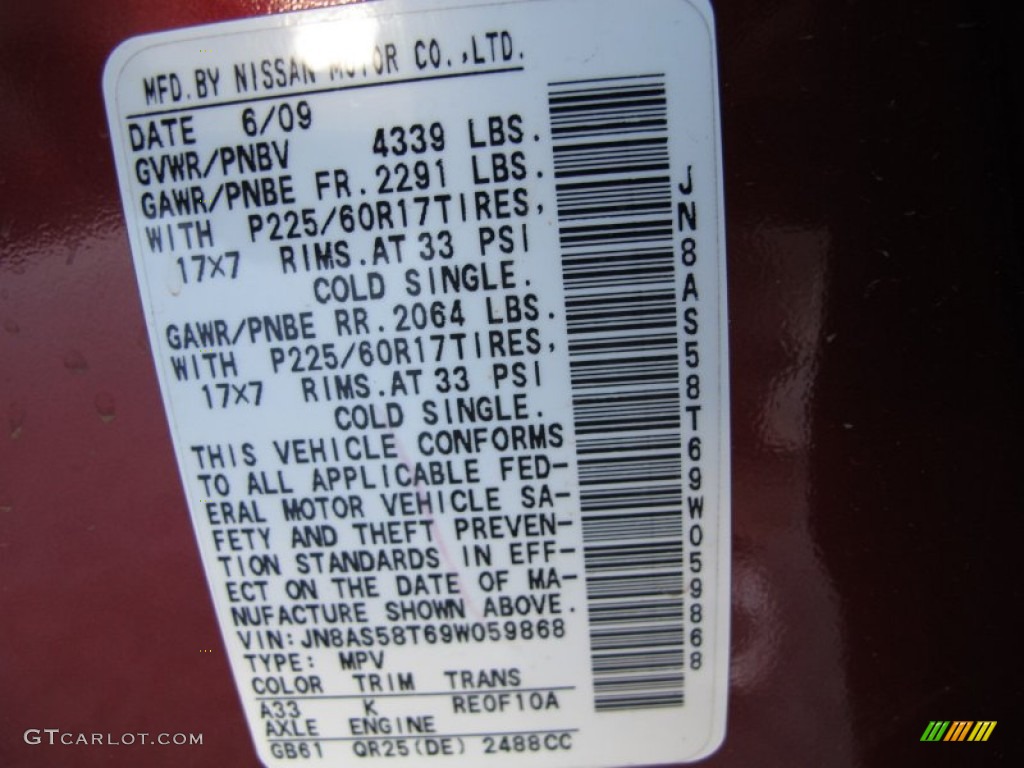 MFD.BY NISSAN MOTOR CO.,LTD.
DATE 6/09
GVWR/PNBV 4339 LBS.
GAWR/PNBE FR.2291 LBS.
WITH P225/60R17TIRES,
17X7 RIMS.AT 33 PSI
COLD SINGLE.
GAWR/PNBE RR.2064 LBS.
WITH P225/60R17TIRES,
17X7 RIMS.AT 33 PSI
COLD SINGLE.
THIS VEHICLE CONFORMS
TO ALL APPLICABLE FED-
ERAL MOTOR VEHICLE SA-
FETY AND THEFT PREVEN-
TION STANDARDS IN EFF-
ECT ON THE DATE OF MA-
NUFACTURE SHOWN ABOVE.
VIN:JN8AS58T69W059868
TYPE: MPV
COLOR TRIM TRANS
A33 K RE0F10A
AXLE ENGINE
GB61 QR25(DE) 2488CC
JN8AS58T69W059868
GTCARLOT.COM